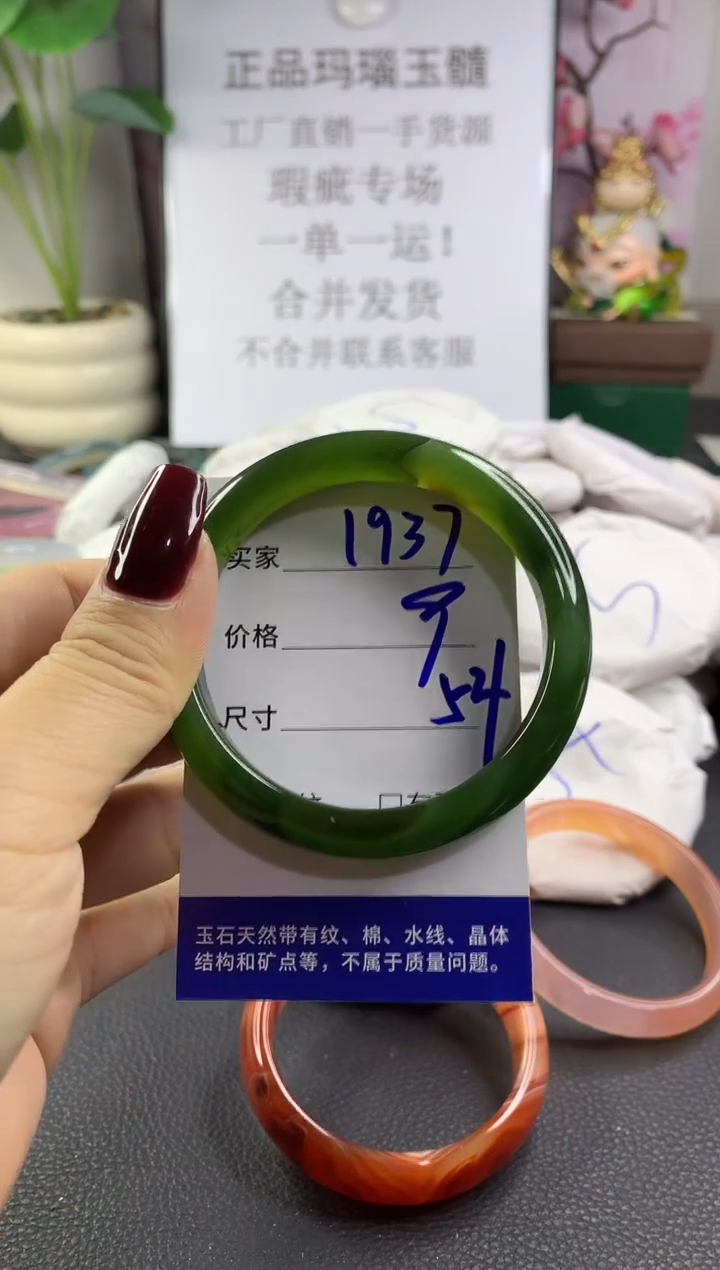 正品玛瑙玉髓
工厂直销一手货源
瑕疵专场
一单一运！
合并发货
不合并联系客服
买家 1937
价格
尺寸 54
玉石天然带有纹、棉、水线、晶体
结构和矿点等，不属于质量问题。